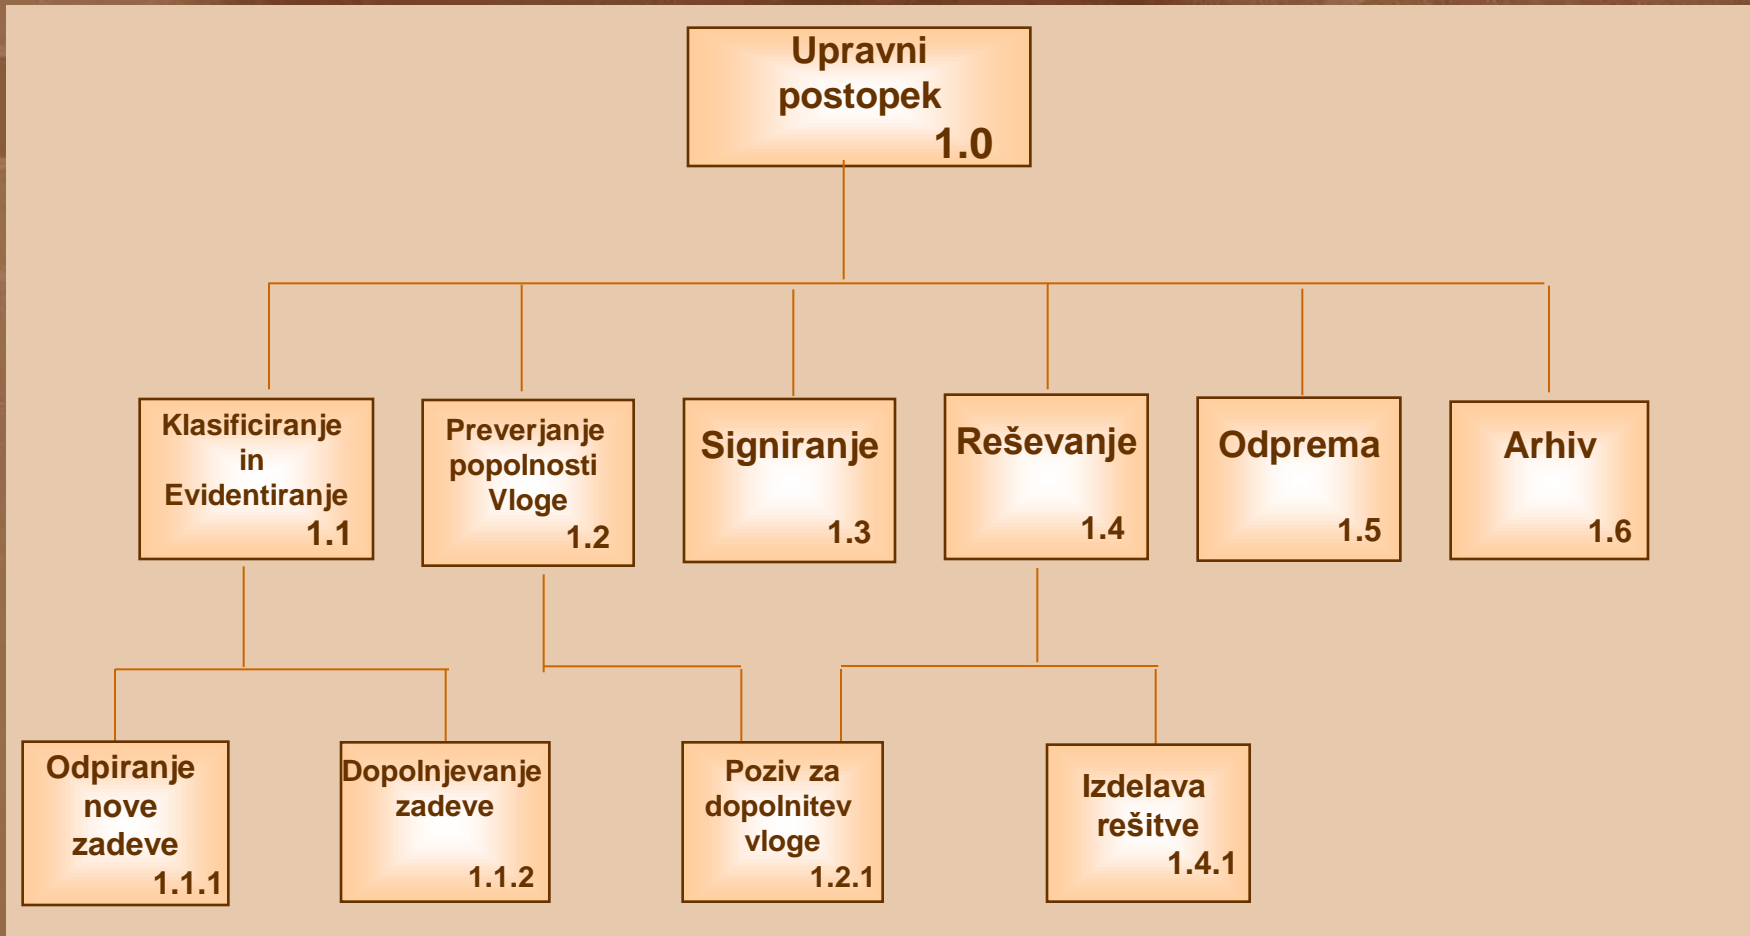 Upravni
postopek
1.0
Klasificiranje
in
Evidentiranje
1.1
Preverjanje
popolnosti
Vloge
1.2
Signiranje
1.3
Reševanje
1.4
Odprema
1.5
Arhiv
1.6
Odpiranje
nove
zadeve
1.1.1
Dopolnjevanje
zadeve
1.1.2
Poziv za
dopolnitev
vloge
1.2.1
Izdelava
rešitve
1.4.1